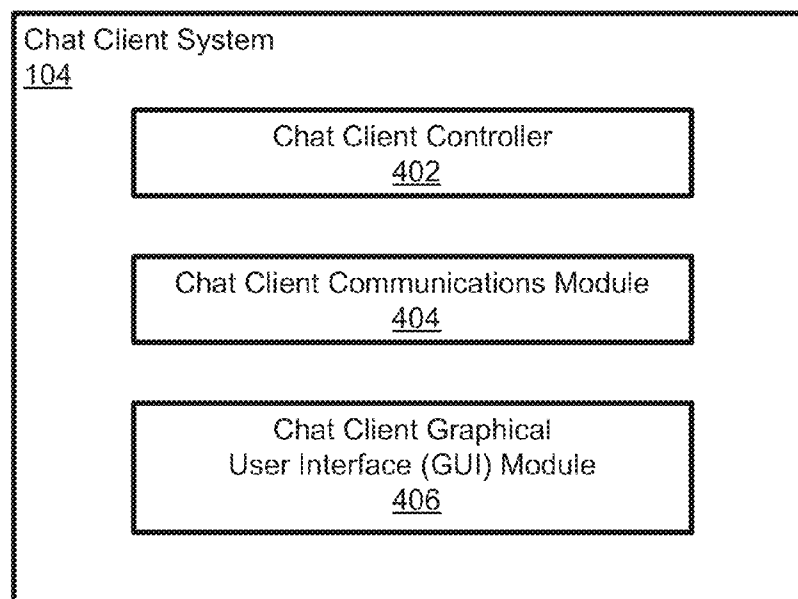 Chat Client System
104
Chat Client Controller
402
Chat Client Communications Module
404
Chat Client Graphical
User Interface (GUI) Module
406